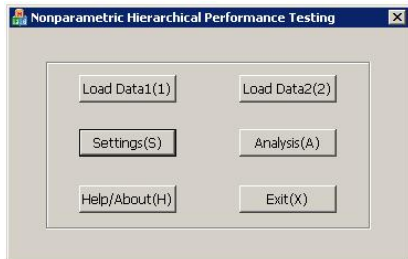 Nonparametric Hierarchical Performance Testing
Load Data1(1) Load Data2(2)
Settings(S) Analysis(A)
Help/About(H) Exit(X)